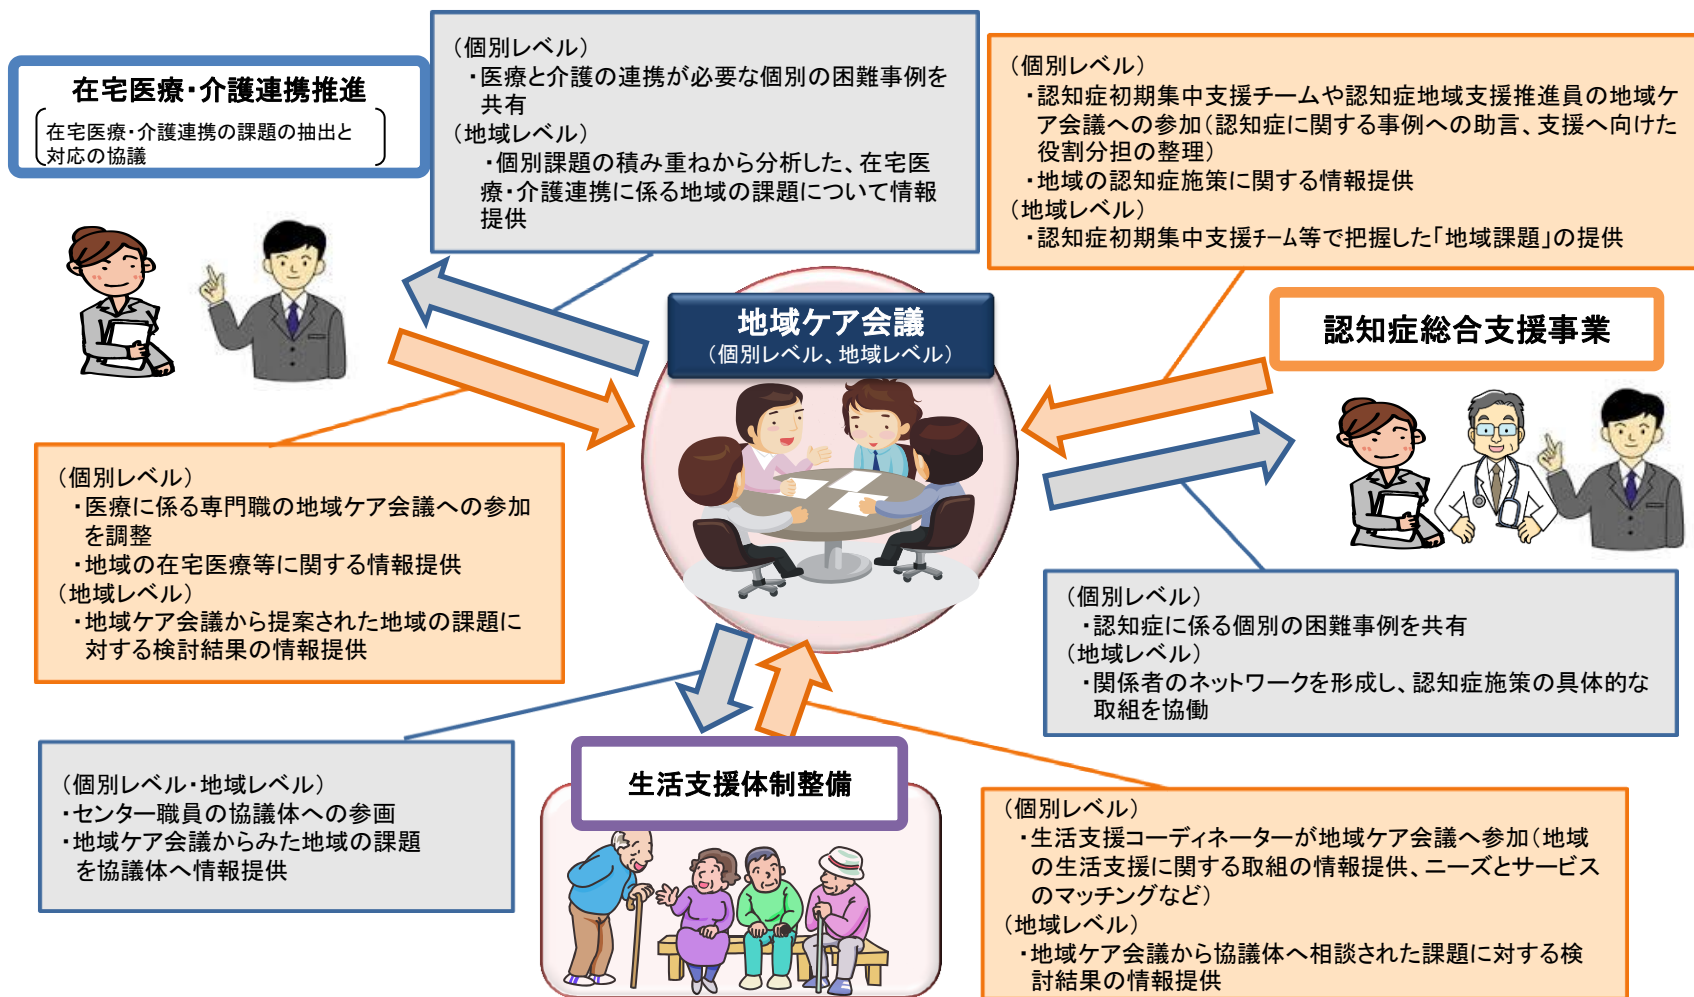 在宅医療・介護連携推進
在宅医療・介護連携の課題の抽出と
対応の協議
（個別レベル）
・医療と介護の連携が必要な個別の困難事例を
共有
（地域レベル）
・個別課題の積み重ねから分析した、在宅医
療・介護連携に係る地域の課題について情報
提供
（個別レベル）
・認知症初期集中支援チームや認知症地域支援推進員の地域ケ
ア会議への参加（認知症に関する事例への助言、支援へ向けた
役割分担の整理）
・地域の認知症施策に関する情報提供
（地域レベル）
・認知症初期集中支援チーム等で把握した「地域課題」の提供
地域ケア会議
（個別レベル、地域レベル）
認知症総合支援事業
（個別レベル）
・医療に係る専門職の地域ケア会議への参加
を調整
・地域の在宅医療等に関する情報提供
（地域レベル）
・地域ケア会議から提案された地域の課題に
対する検討結果の情報提供
（個別レベル）
・認知症に係る個別の困難事例を共有
（地域レベル）
・関係者のネットワークを形成し、認知症施策の具体的な
取組を協働
（個別レベル・地域レベル）
・センター職員の協議体への参画
・地域ケア会議からみた地域の課題
を協議体へ情報提供
生活支援体制整備
（個別レベル）
・生活支援コーディネーターが地域ケア会議へ参加（地域
の生活支援に関する取組の情報提供、ニーズとサービス
のマッチングなど）
（地域レベル）
・地域ケア会議から協議体へ相談された課題に対する検
討結果の情報提供